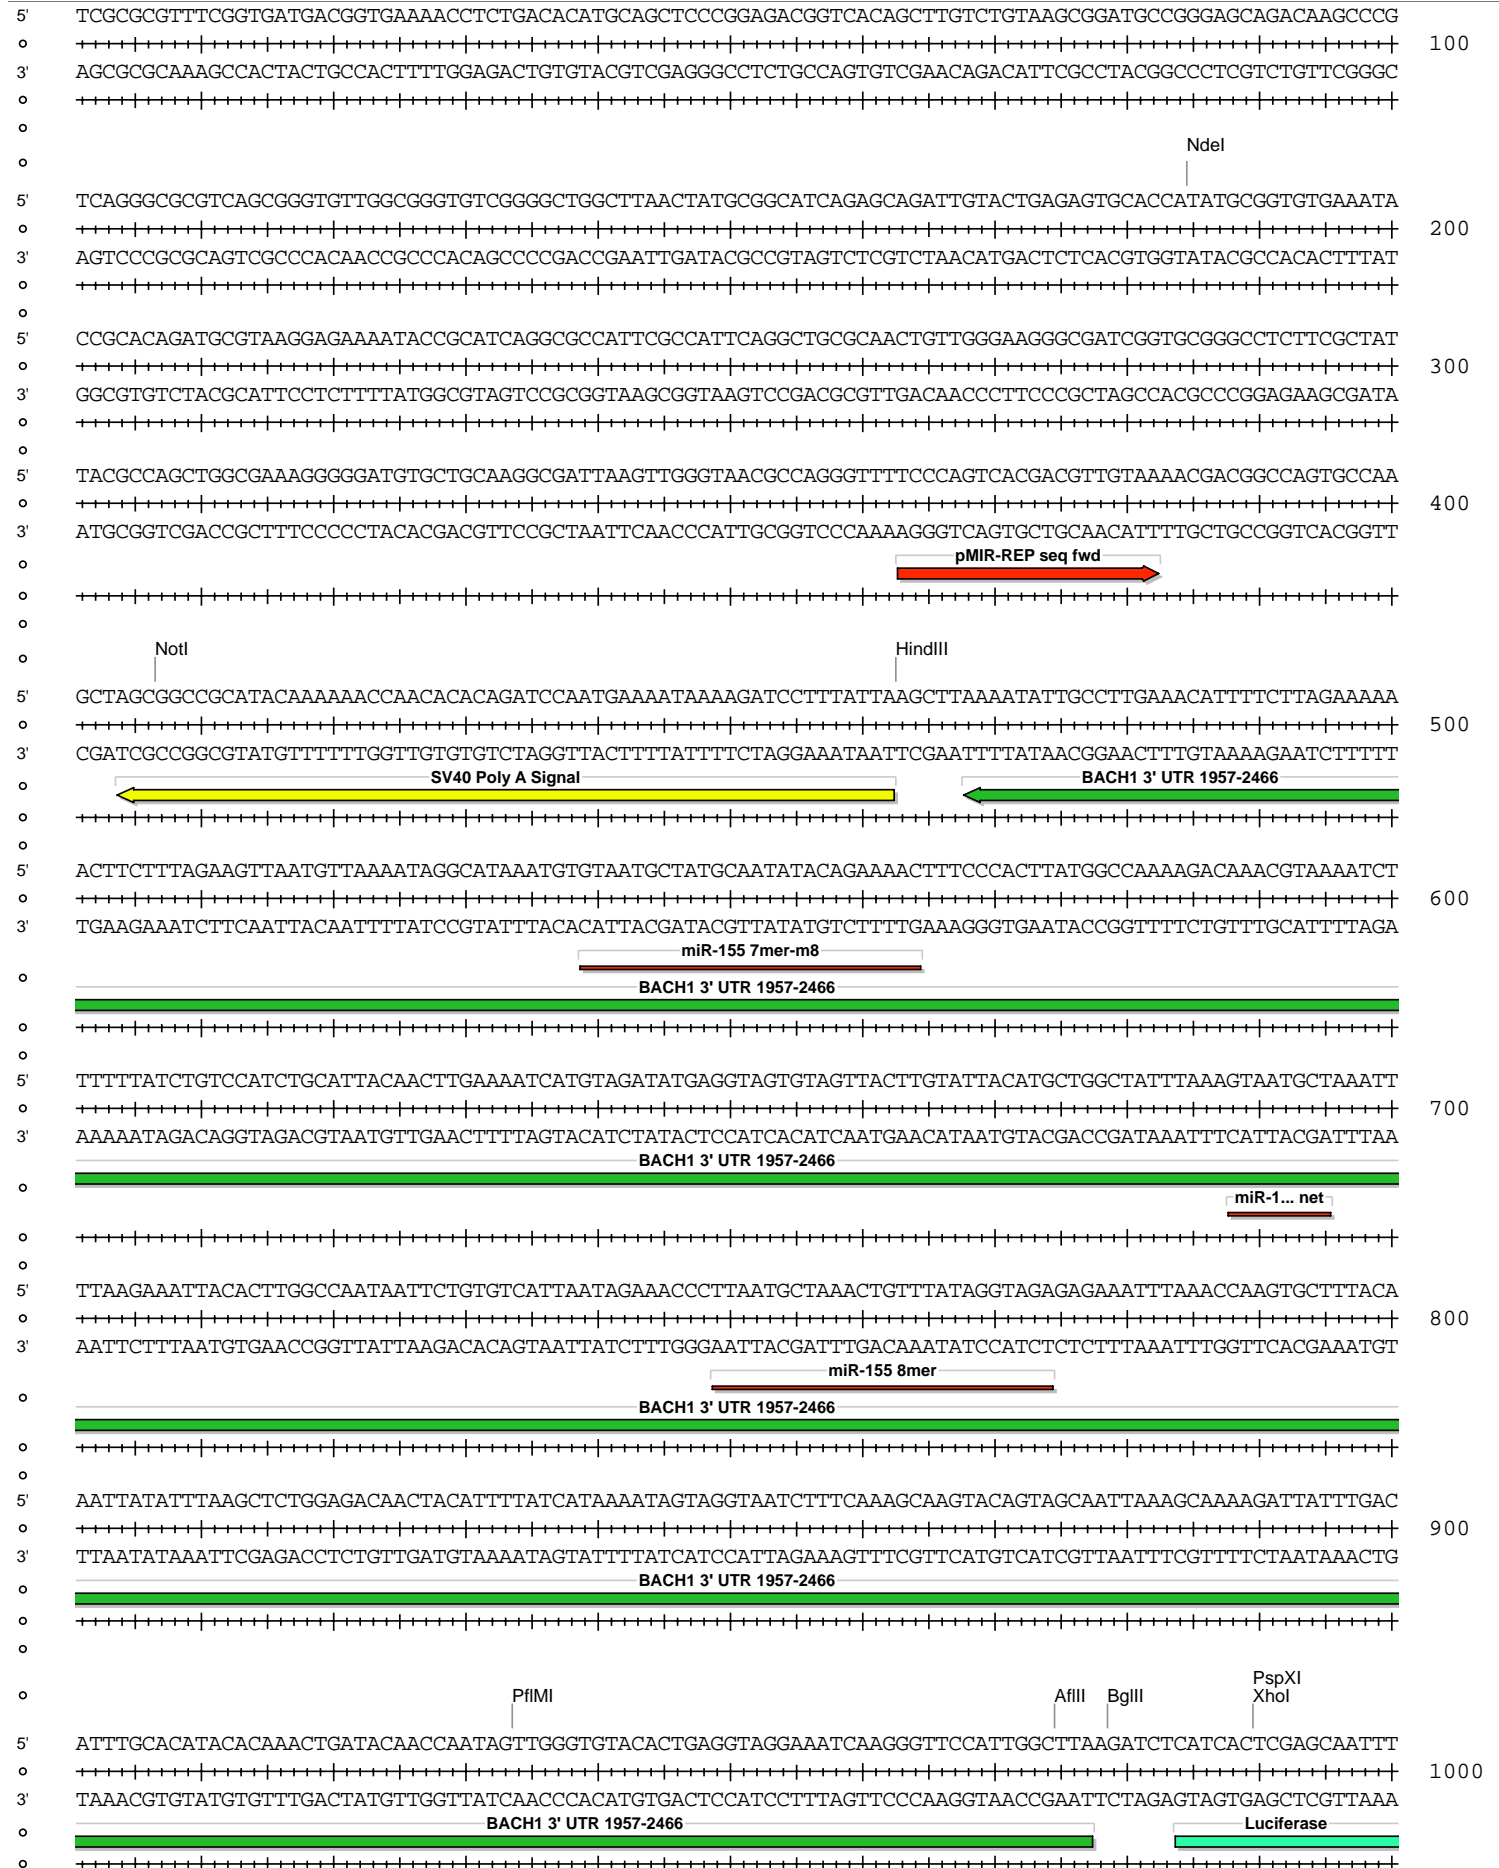 5' TCGCGCGTTTCGGTGATGACGGTGAAAACCTCTGACACATGCAGCTCCCGGAGACGGTCACAGCTTGTCTGTAAGCGGATGCCGGGAGCAGACAAGCCCG
100
3' AGCGCGCAAAGCCACTACTGCCACTTTTGGAGACTGTGTACGTCGAGGGCCTCTGCCAGTGTCGAACAGACATTCGCCTACGGCCCTCGTCTGTTCGGGC
NdeI
5' TCAGGGCGCGTCAGCGGGTGTTGGCGGGTGTCGGGGCTGGCTTAACTATGCGGCATCAGAGCAGATTGTACTGAGAGTGCACCATATGCGGTGTGAAATA
200
3' AGTCCCGCGCAGTCGCCCACAACCGCCCACAGCCCCGACCGAATTGATACGCCGTAGTCTCGTCTAACATGACTCTCACGTGGTATACGCCACACTTTAT
5' CCGCACAGATGCGTAAGGAGAAAATACCGCATCAGGCGCCATTCGCCATTCAGGCTGCGCAACTGTTGGGAAGGGCGATCGGTGCGGGCCTCTTCGCTAT
300
3' GGCGTGTCTACGCATTCCTCTTTTATGGCGTAGTCCGCGGTAAGCGGTAAGTCCGACGCGTTGACAACCCTTCCCGCTAGCCACGCCCGGAGAAGCGATA
5' TACGCCAGCTGGCGAAAGGGGGATGTGCTGCAAGGCGATTAAGTTGGGTAACGCCAGGGTTTTCCCAGTCACGACGTTGTAAAACGACGGCCAGTGCCAA
400
3' ATGCGGTCGACCGCTTTCCCCCTACACGACGTTCCGCTAATTCAACCCATTGCGGTCCCAAAAGGGTCAGTGCTGCAACATTTTGCTGCCGGTCACGGTT
pMIR-REP seq fwd
NotI HindIII
5' GCTAGCGGCCGCATACAAAAAACCAACACACAGATCCAATGAAAATAAAAGATCCTTTATTAAGCTTAAAATATTGCCTTGAAACATTTTCTTAGAAAAA
500
3' CGATCGCCGGCGTATGTTTTTTGGTTGTGTGTCTAGGTTACTTTTATTTTCTAGGAAATAATTCGAATTTTATAACGGAACTTTGTAAAAGAATCTTTTT
SV40 Poly A Signal BACH1 3' UTR 1957-2466
5' ACTTCTTTAGAAGTTAATGTTAAAATAGGCATAAATGTGTAATGCTATGCAATATACAGAAAACTTTCCCACTTATGGCCAAAAGACAAACGTAAAATCT
600
3' TGAAGAAATCTTCAATTACAATTTTATCCGTATTTACACATTACGATACGTTATATGTCTTTTGAAAGGGTGAATACCGGTTTTCTGTTTGCATTTTAGA
miR-155 7mer-m8
BACH1 3' UTR 1957-2466
5' TTTTTATCTGTCCATCTGCATTACAACTTGAAAATCATGTAGATATGAGGTAGTGTAGTTACTTGTATTACATGCTGGCTATTTAAAGTAATGCTAAATT
700
3' AAAAATAGACAGGTAGACGTAATGTTGAACTTTTAGTACATCTATACTCCATCACATCAATGAACATAATGTACGACCGATAAATTTCATTACGATTTAA
BACH1 3' UTR 1957-2466
miR-1... net
5' TTAAGAAATTACACTTGGCCAATAATTCTGTGTCATTAATAGAAACCCTTAATGCTAAACTGTTTATAGGTAGAGAGAAATTTAAACCAAGTGCTTTACA
800
3' AATTCTTTAATGTGAACCGGTTATTAAGACACAGTAATTATCTTTGGGAATTACGATTTGACAAATATCCATCTCTCTTTAAATTTGGTTCACGAAATGT
miR-155 8mer
BACH1 3' UTR 1957-2466
5' AATTATATTTAAGCTCTGGAGACAACTACATTTTATCATAAAATAGTAGGTAATCTTTCAAAGCAAGTACAGTAGCAATTAAAGCAAAAGATTATTTGAC
900
3' TTAATATAAATTCGAGACCTCTGTTGATGTAAAATAGTATTTTATCATCCATTAGAAAGTTTCGTTCATGTCATCGTTAATTTCGTTTTCTAATAAACTG
BACH1 3' UTR 1957-2466
PspXI
PflMI AflII BglII XhoI
5' ATTTGCACATACACAAACTGATACAACCAATAGTTGGGTGTACACTGAGGTAGGAAATCAAGGGTTCCATTGGCTTAAGATCTCATCACTCGAGCAATTT
1000
3' TAAACGTGTATGTGTTTGACTATGTTGGTTATCAACCCACATGTGACTCCATCCTTTAGTTCCCAAGGTAACCGAATTCTAGAGTAGTGAGCTCGTTAAA
BACH1 3' UTR 1957-2466 Luciferase